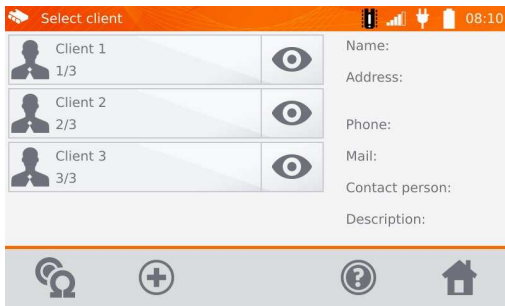 Select client
08:10
Client 1
1/3
Client 2
2/3
Client 3
3/3
Name:
Address:
Phone:
Mail:
Contact person:
Description: